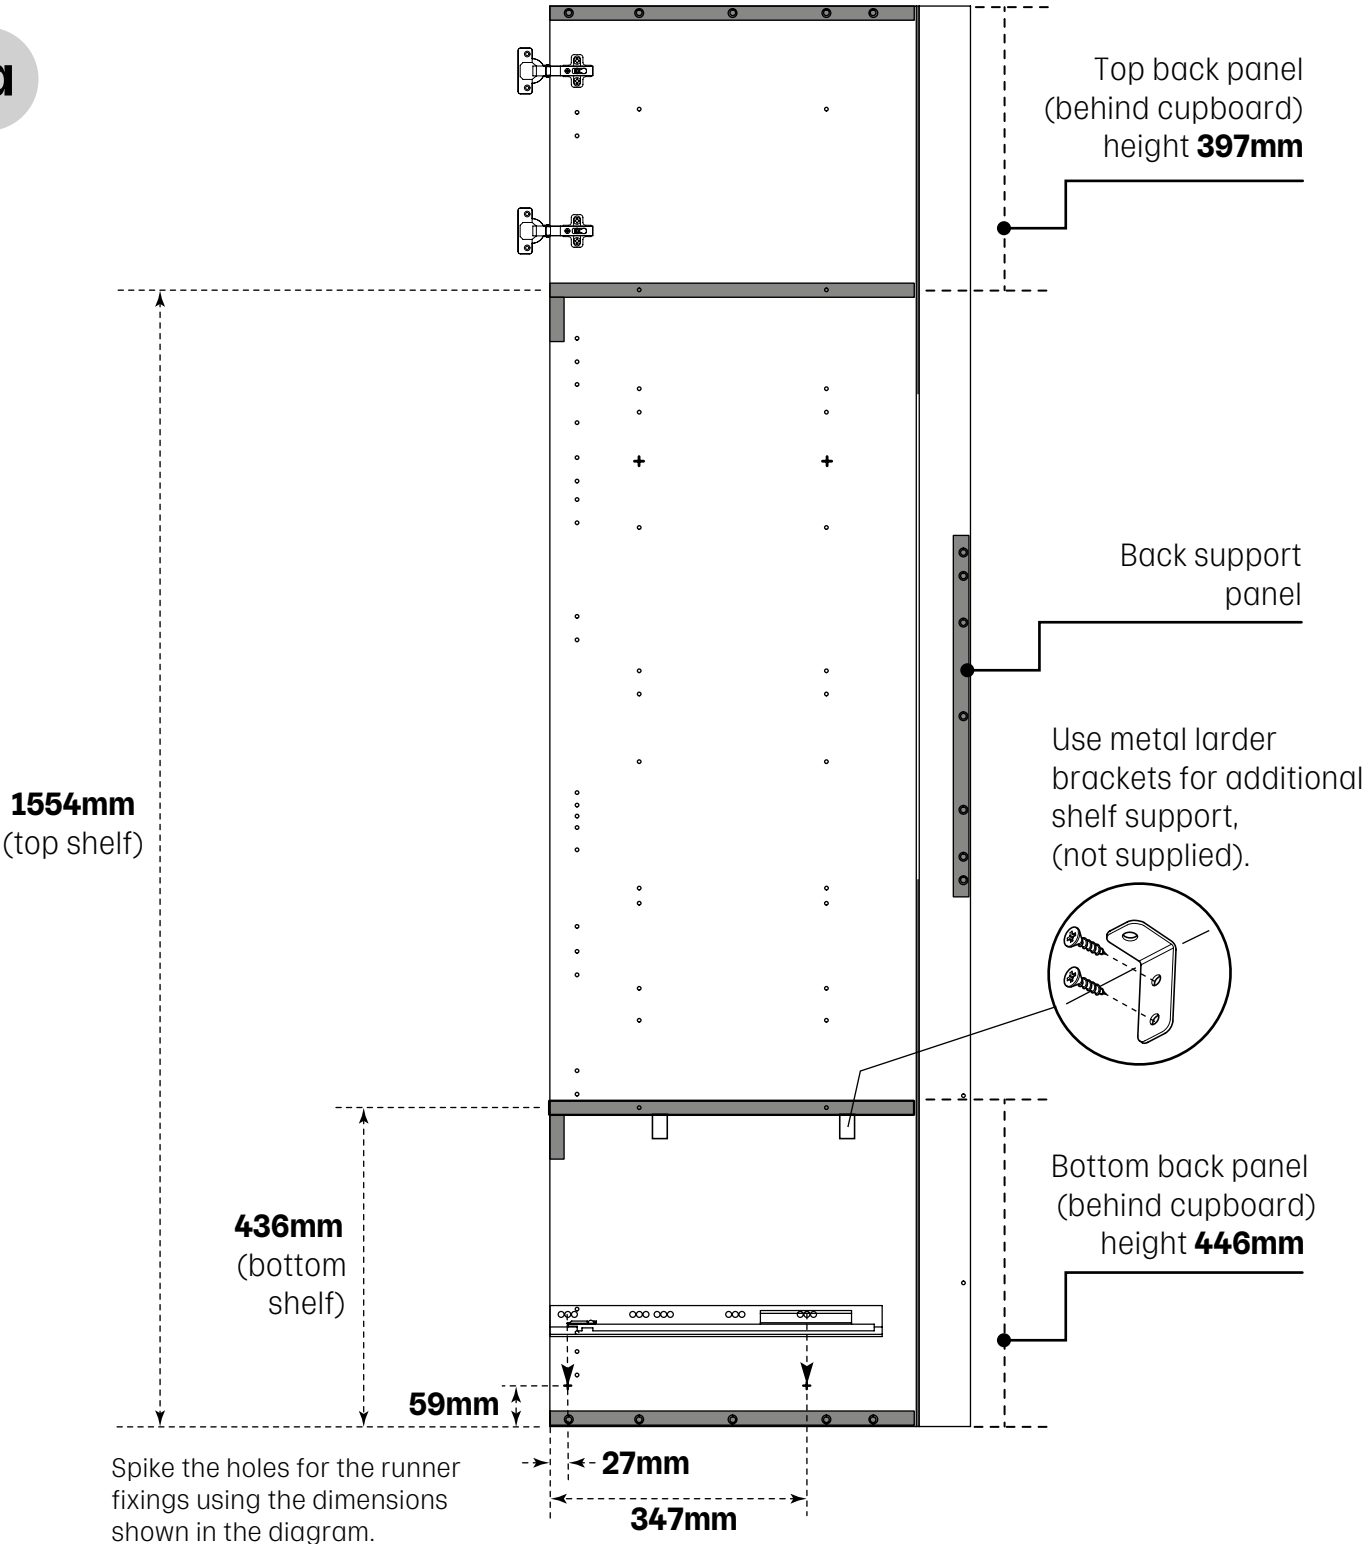 a
Top back panel
(behind cupboard)
height 397mm
Back support
panel
Use metal larder
brackets for additional
shelf support,
(not supplied).
1554mm
(top shelf)
436mm
(bottom
shelf)
Bottom back panel
(behind cupboard)
height 446mm
59mm
27mm
347mm
Spike the holes for the runner
fixings using the dimensions
shown in the diagram.